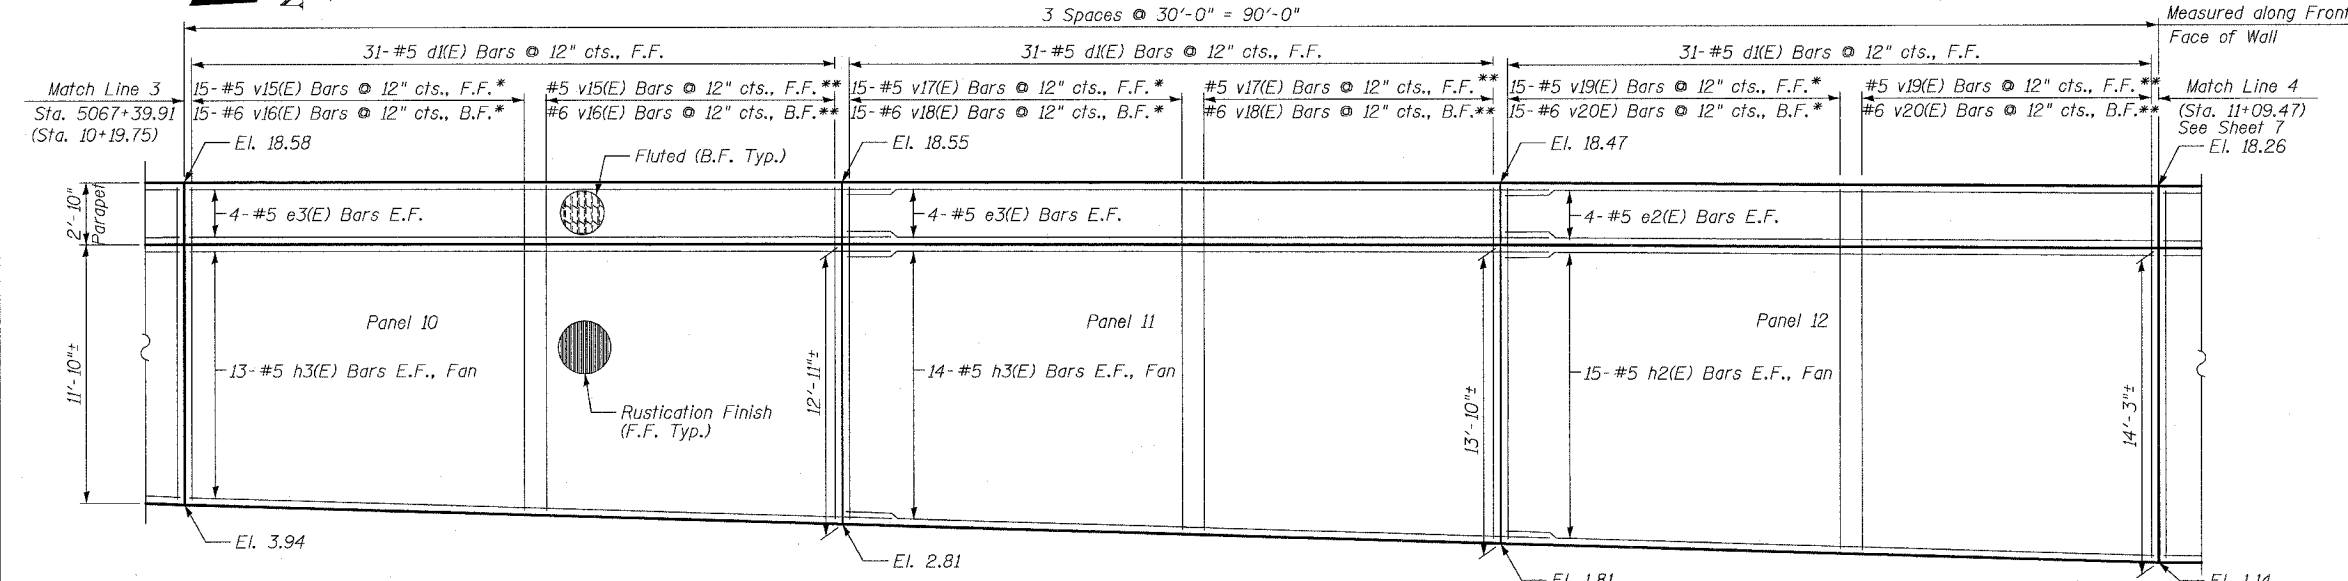 3 Spaces @ 30'-0" = 90'-0"
Measured along Front
Face of Wall
31-#5 d1(E) Bars @ 12" cts., F.F.
31-#5 d1(E) Bars @ 12" cts., F.F.
31-#5 d1(E) Bars @ 12" cts., F.F.
Match Line 3
Sta. 5067+39.91
(Sta. 10+19.75)
15-#5 v15(E) Bars @ 12" cts., F.F.*
15-#6 v16(E) Bars @ 12" cts., B.F.*
#5 v15(E) Bars @ 12" cts., F.F.**
#6 v16(E) Bars @ 12" cts., B.F.**
15-#5 v17(E) Bars @ 12" cts., F.F.*
15-#6 v18(E) Bars @ 12" cts., B.F.*
#5 v17(E) Bars @ 12" cts., F.F.**
#6 v18(E) Bars @ 12" cts., B.F.**
15-#5 v19(E) Bars @ 12" cts., F.F.*
15-#6 v20(E) Bars @ 12" cts., B.F.*
#5 v19(E) Bars @ 12" cts., F.F.**
#6 v20(E) Bars @ 12" cts., B.F.**
Match Line 4
(Sta. 11+09.47)
See Sheet 7
El. 18.58
El. 18.55
El. 18.47
El. 18.26
Fluted (B.F. Typ.)
2'-10"
Parapet
4-#5 e3(E) Bars E.F.
4-#5 e3(E) Bars E.F.
4-#5 e2(E) Bars E.F.
Panel 10
Panel 11
Panel 12
11'-10"±
13-#5 h3(E) Bars E.F., Fan
12'-11"±
14-#5 h3(E) Bars E.F., Fan
13'-10"±
15-#5 h2(E) Bars E.F., Fan
14'-3"±
Rustication Finish
(F.F. Typ.)
El. 3.94
El. 2.81
El. 1.81
El. 1.14